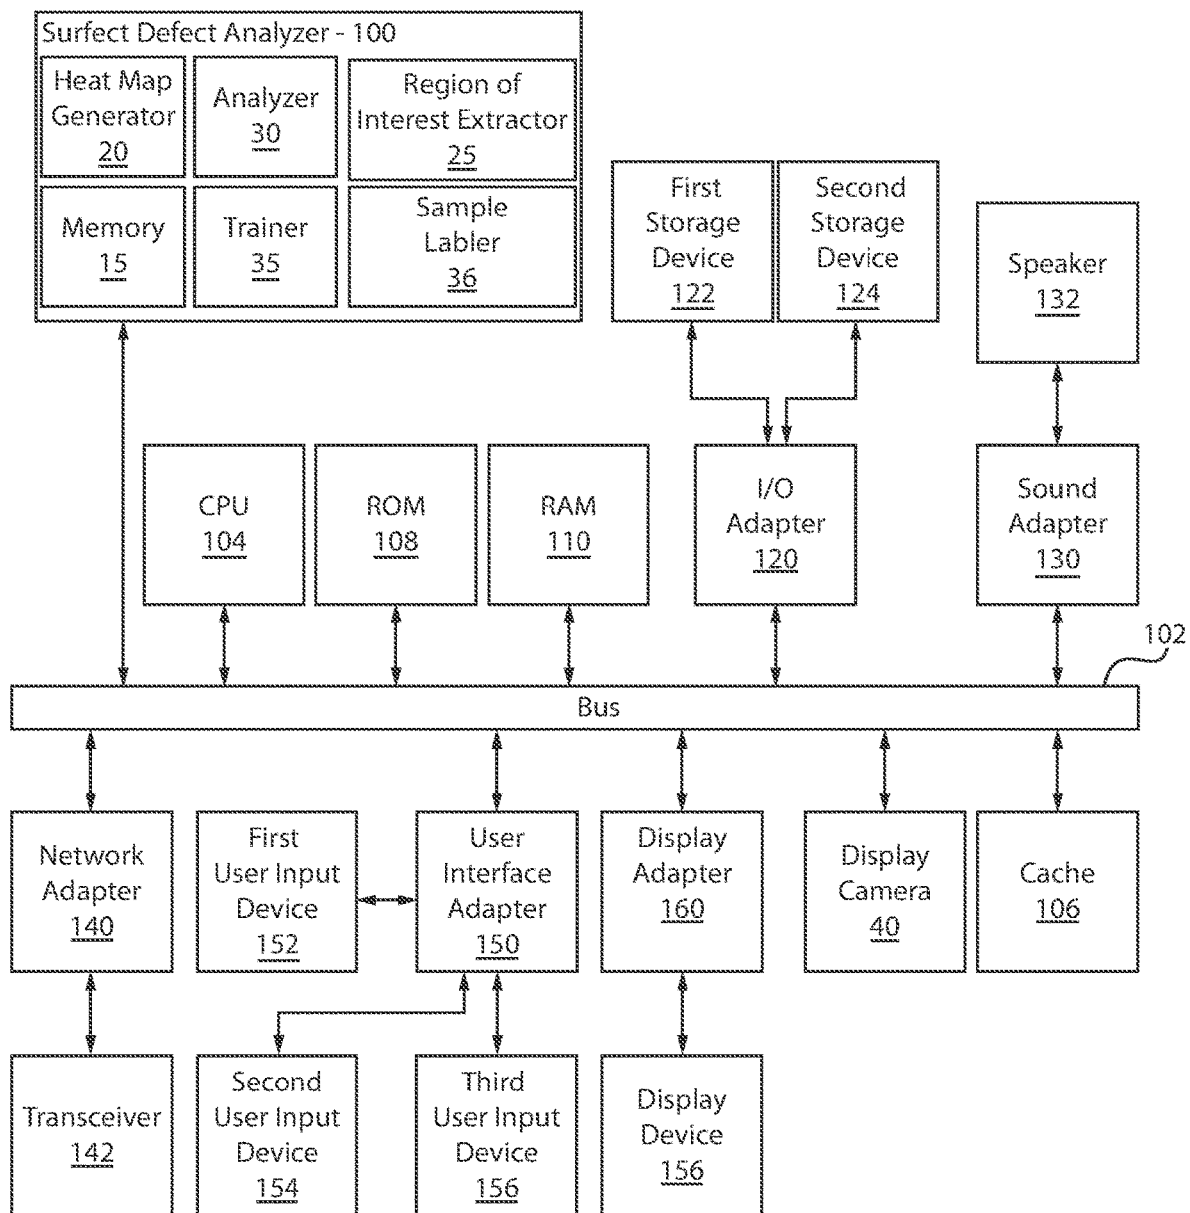 Surfect Defect Analyzer - 100
Heat Map
Generator
20
Analyzer
30
Region of
Interest Extractor
25
Memory
15
Trainer
35
Sample
Labler
36
First
Storage
Device
122
Second
Storage
Device
124
Speaker
132
CPU
104
ROM
108
RAM
110
I/O
Adapter
120
Sound
Adapter
130
102
Bus
Network
Adapter
140
First
User Input
Device
152
User
Interface
Adapter
150
Display
Adapter
160
Display
Camera
40
Cache
106
Transceiver
142
Second
User Input
Device
154
Third
User Input
Device
156
Display
Device
156